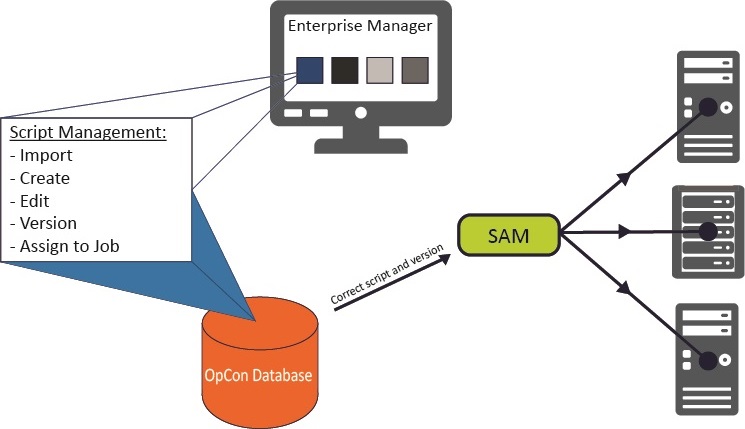 Enterprise Manager
Script Management:
- Import
- Create
- Edit
- Version
- Assign to Job
SAM
Correct script and version
OpCon Database